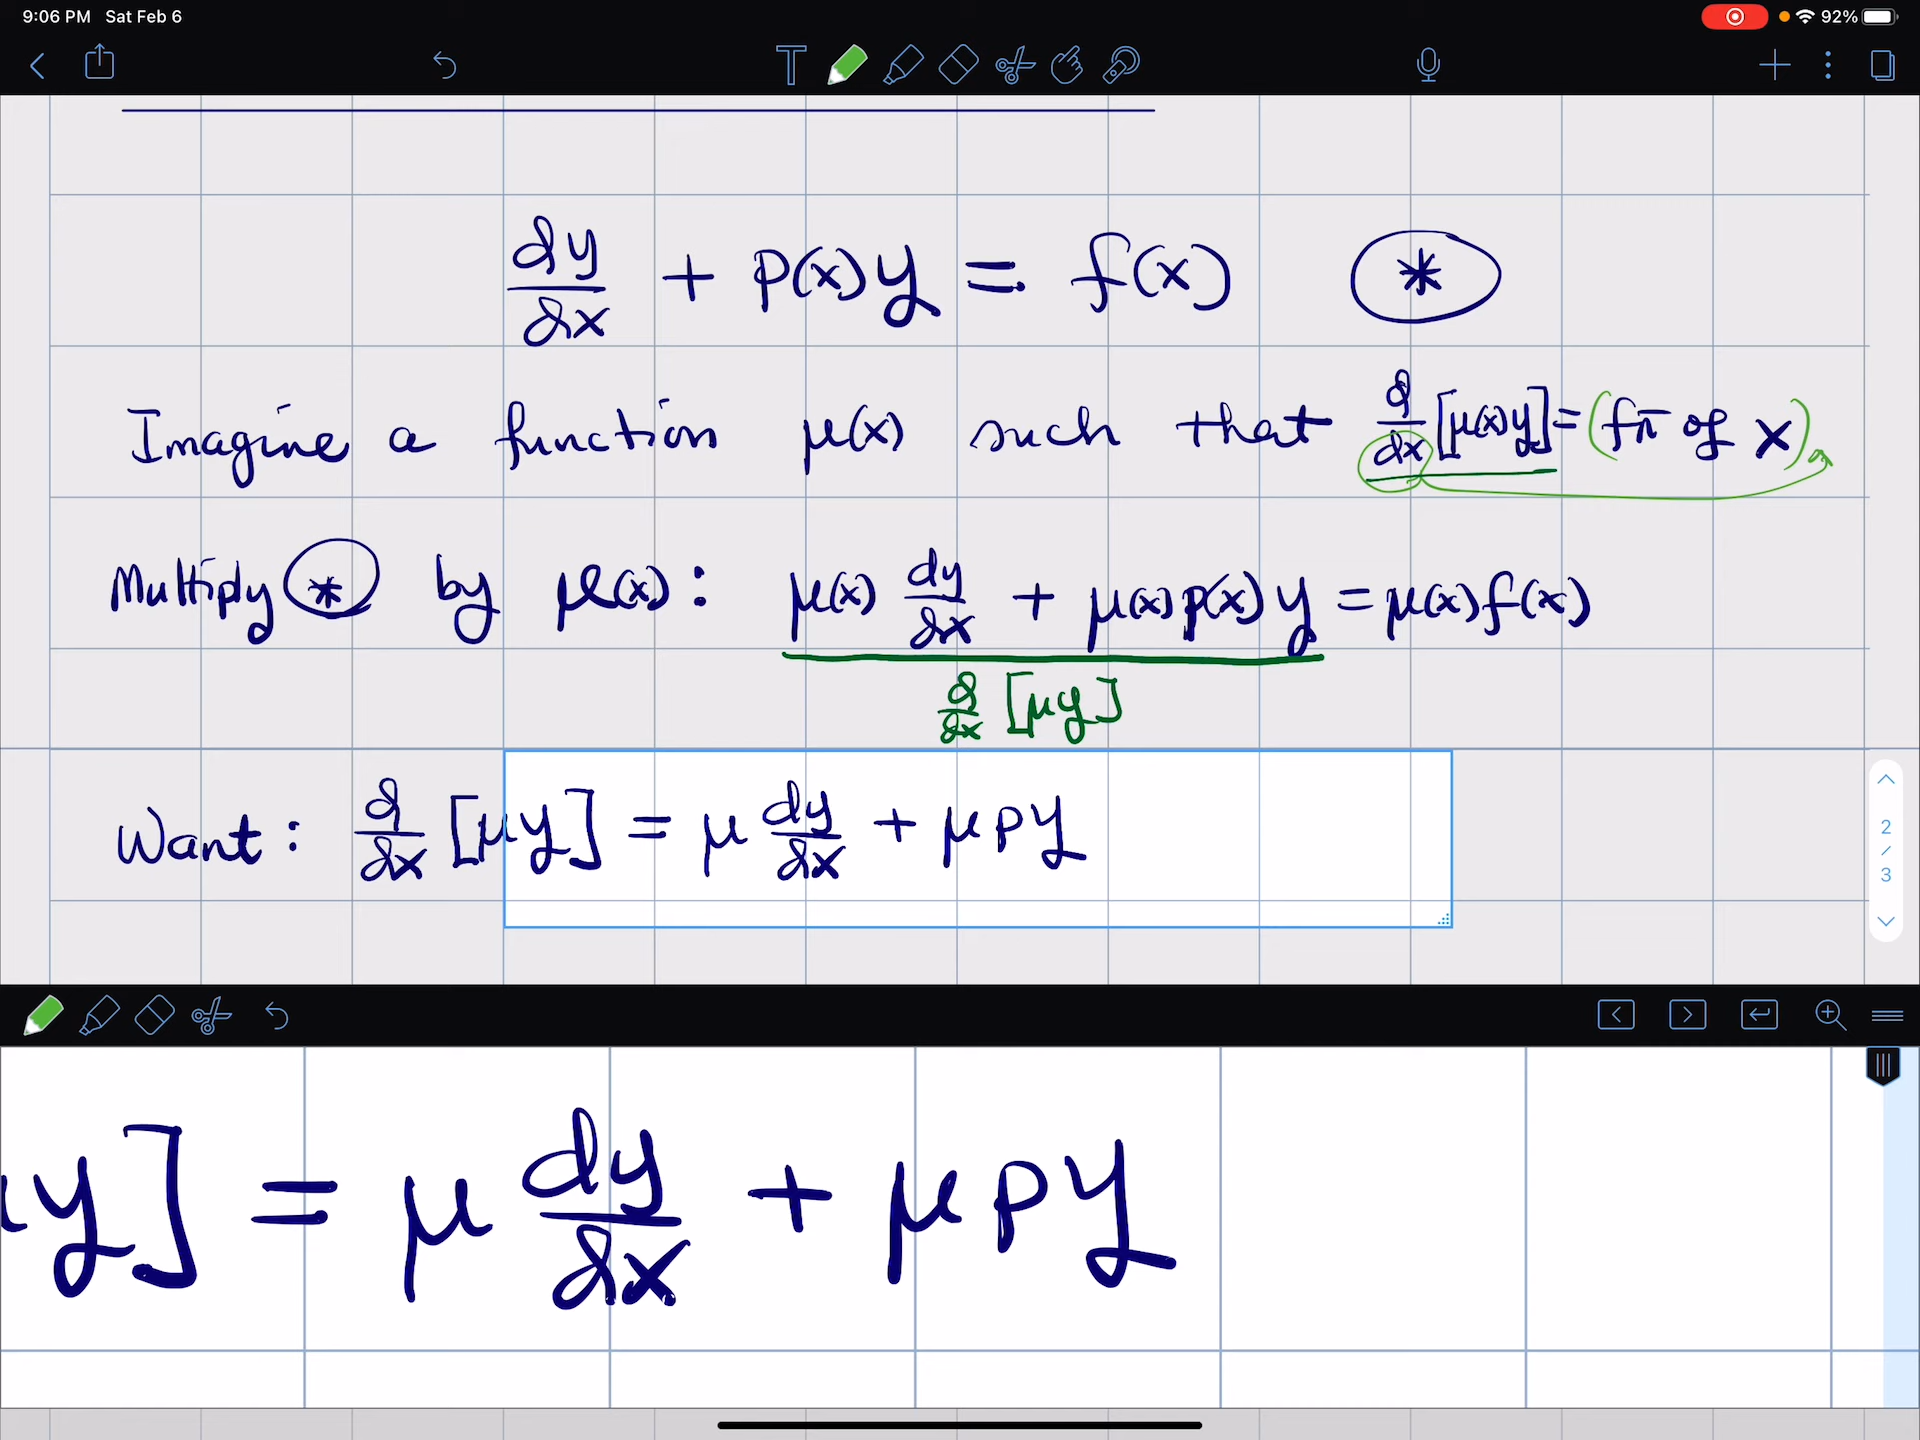 9:06 PM Sat Feb 6 92%
dy/dx + p(x)y = f(x) *
Imagine a function μ(x) such that d/dx [μ(x)y] = (fn of x)
Multiply * by μ(x): μ(x) dy/dx + μ(x)p(x)y = μ(x)f(x)
d/dx [μy]
Want: d/dx [μy] = μ dy/dx + μpy
2 / 3
y] = μ dy/dx + μpy